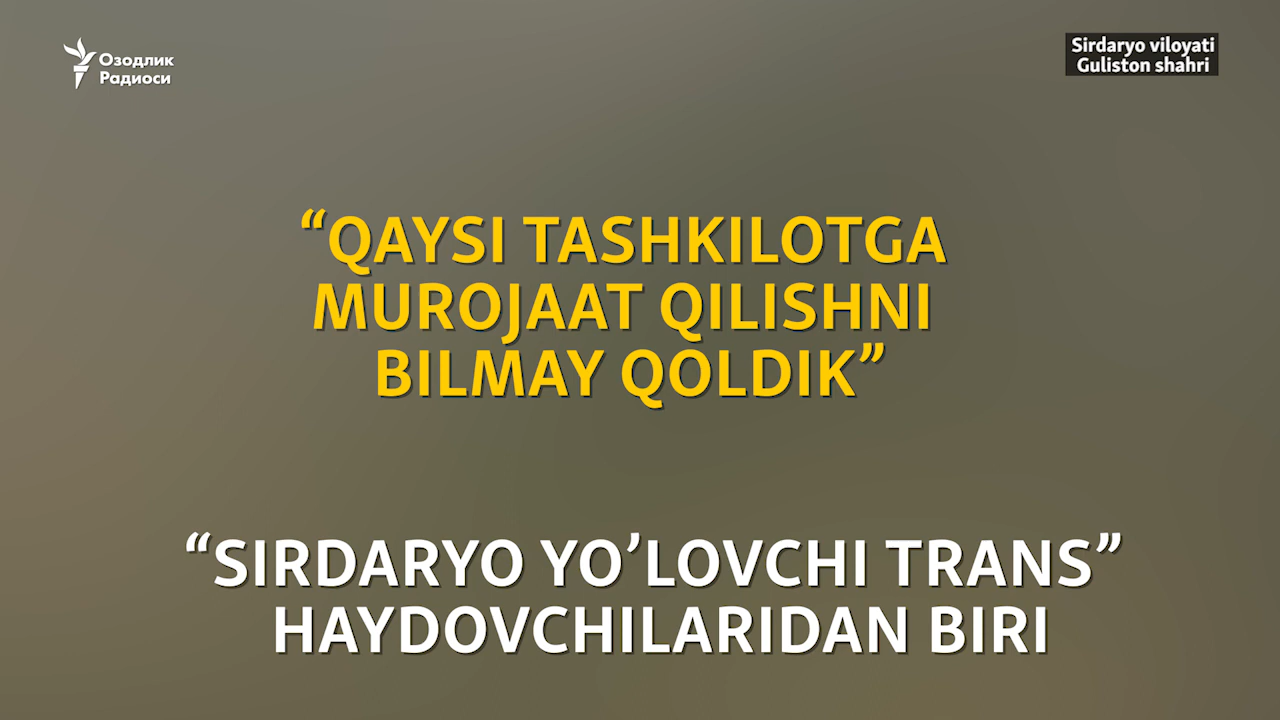 Озодлик
Радиоси
Sirdaryo viloyati
Guliston shahri
“QAYSI TASHKILOTGA
MUROJAAT QILISHNI
BILMAY QOLDIK”
“SIRDARYO YO’LOVCHI TRANS”
HAYDOVCHILARIDAN BIRI